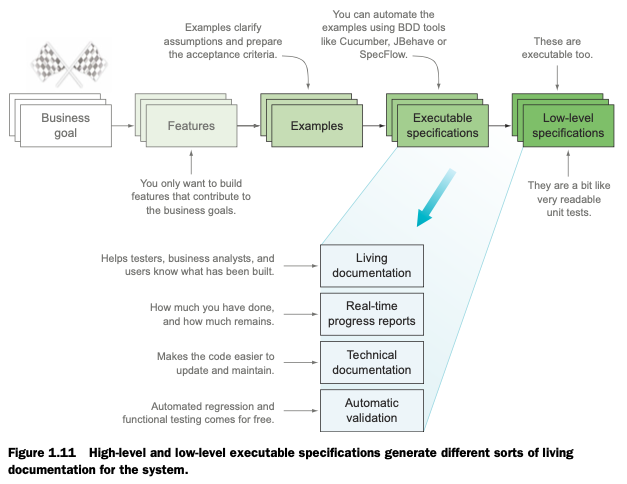 Examples clarify
assumptions and prepare
the acceptance criteria.
You can automate the
examples using BDD tools
like Cucumber, JBehave or
SpecFlow.
These are
executable too.
Business
goal
Features
Examples
Executable
specifications
Low-level
specifications
You only want to build
features that contribute to
the business goals.
They are a bit like
very readable
unit tests.
Helps testers, business analysts, and
users know what has been built.
Living
documentation
How much you have done,
and how much remains.
Real-time
progress reports
Makes the code easier to
update and maintain.
Technical
documentation
Automated regression and
functional testing comes for free.
Automatic
validation
Figure 1.11 High-level and low-level executable specifications generate different sorts of living
documentation for the system.